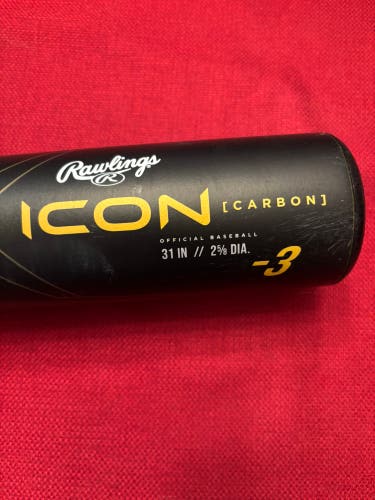 Rawlings
R
ICON [CARBON]
OFFICIAL BASEBALL
31 IN // 2⅝ DIA.
-3